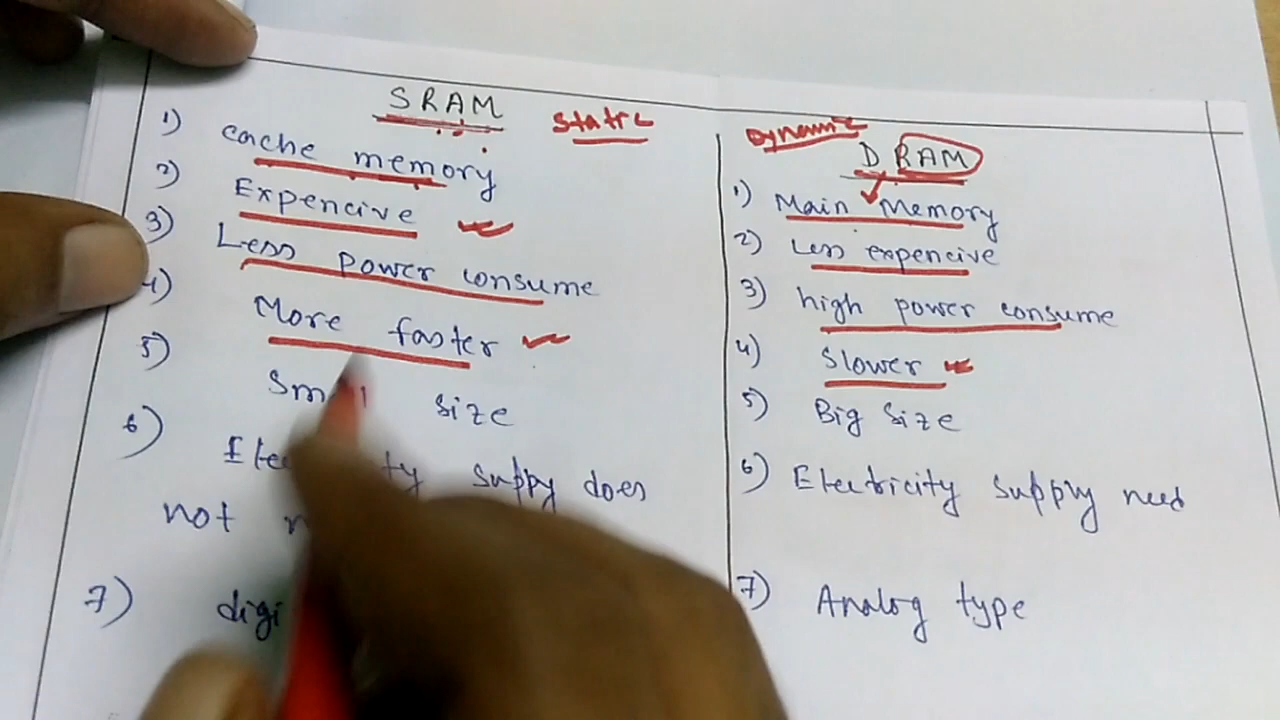 SRAM static
1) cache memory
2) Expencive
3) Less power consume
4) More faster
5) size
6) suppy does
not
7)
Dynamic
DRAM
1) Main Memory
2) Less expencive
3) high power consume
4) Slower
5) Big Size
6) Electricity supply need
7) Analog type